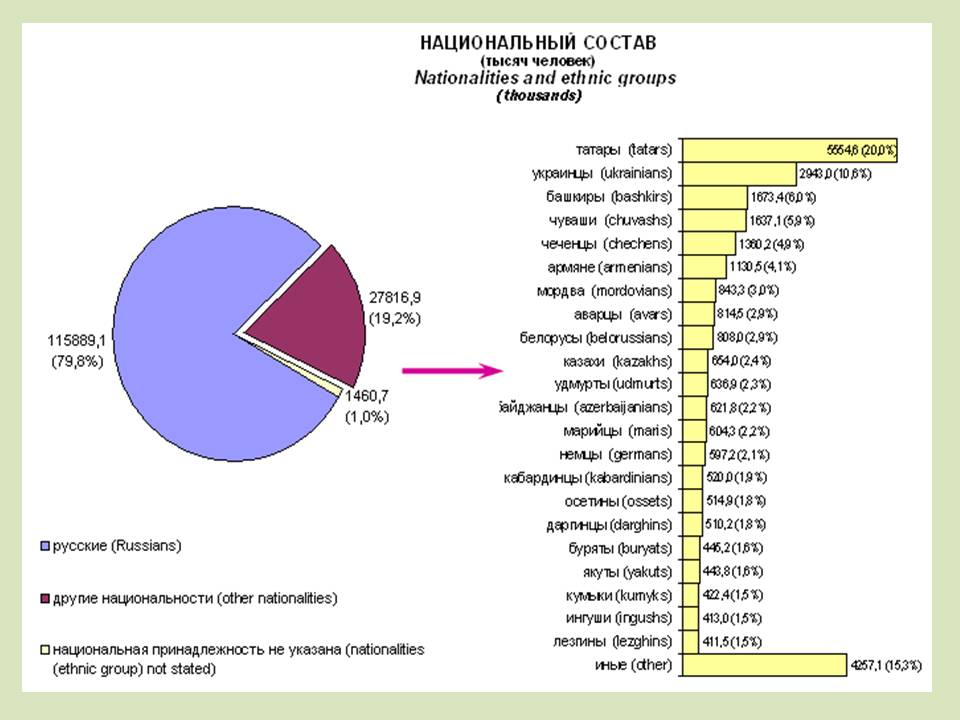 НАЦИОНАЛЬНЫЙ СОСТАВ
(тысяч человек)
Nationalities and ethnic groups
(thousands)
115889,1
(79,8%)
27816,9
(19,2%)
1460,7
(1,0%)
русские (Russians)
другие национальности (other nationalities)
национальная принадлежность не указана (nationalities
(ethnic group) not stated)
татары (tatars) 5554,6 (20,0%)
украинцы (ukrainians) 2943,0 (10,6%)
башкиры (bashkirs) 1673,4 (6,0%)
чуваши (chuvashs) 1637,1 (5,9%)
чеченцы (chechens) 1360,2 (4,9%)
армяне (armenians) 1130,5 (4,1%)
мордва (mordovians) 843,3 (3,0%)
аварцы (avars) 814,5 (2,9%)
белорусы (belorussians) 808,0 (2,9%)
казахи (kazakhs) 654,0 (2,4%)
удмурты (udmurts) 636,9 (2,3%)
байджанцы (azerbaijanians) 621,8 (2,2%)
марийцы (maris) 604,3 (2,2%)
немцы (germans) 597,2 (2,1%)
кабардинцы (kabardinians) 520,0 (1,9%)
осетины (ossets) 514,9 (1,8%)
даргинцы (darghins) 510,2 (1,8%)
буряты (buryats) 445,2 (1,6%)
якуты (yakuts) 443,8 (1,6%)
кумыки (kumyks) 422,4 (1,5%)
ингуши (ingushs) 413,0 (1,5%)
лезгины (lezghins) 411,5 (1,5%)
иные (other) 4257,1 (15,3%)